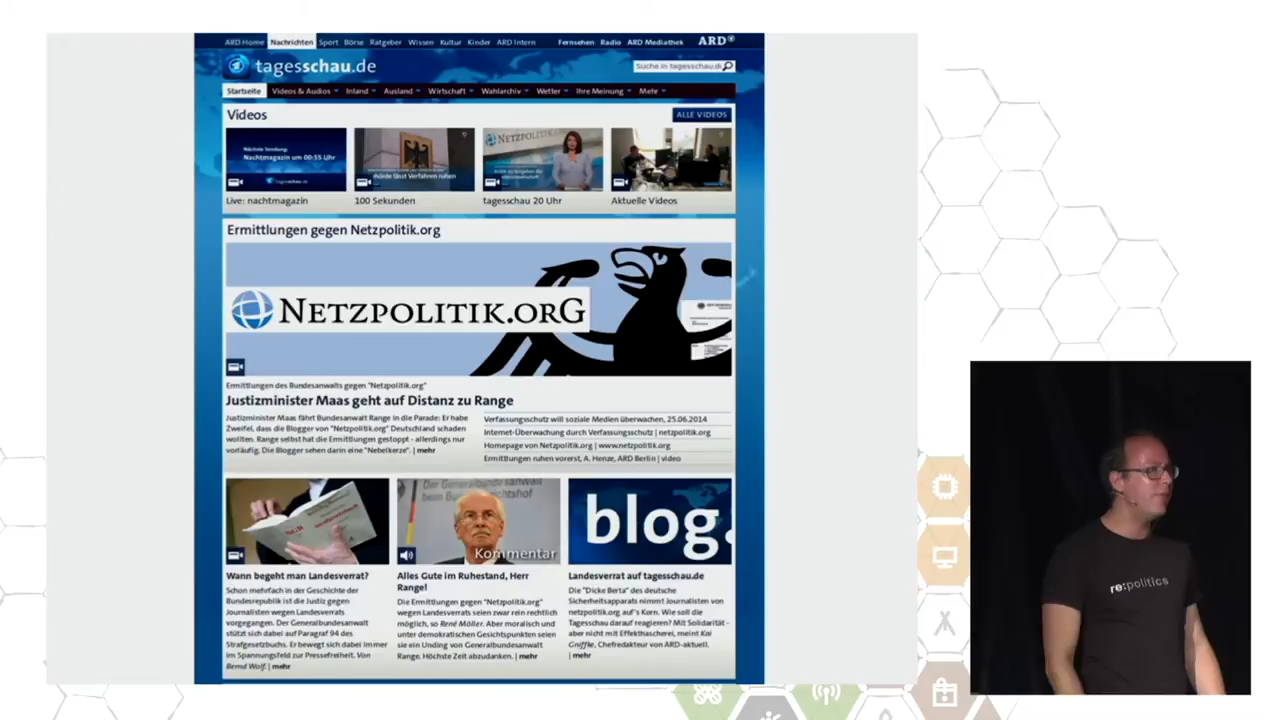 ARD Home Nachrichten Sport Börse Ratgeber Wissen Kultur Kinder ARD Intern Fernsehen Radio ARD Mediathek ARD
tagesschau.de
Suche in tagesschau.de
Startseite Videos & Audios Inland Ausland Wirtschaft Wahlarchiv Wetter Ihre Meinung Mehr
Videos
ALLE VIDEOS
Nächste Sendung:
Nachtmagazin um 00:55 Uhr
NETZPOLITIK
Live: nachtmagazin
100 Sekunden
tagesschau 20 Uhr
Aktuelle Videos
Ermittlungen gegen Netzpolitik.org
NETZPOLITIK.ORG
Ermittlungen des Bundesanwalts gegen "Netzpolitik.org"
Justizminister Maas geht auf Distanz zu Range
Justizminister Maas fährt Bundesanwalt Range in die Parade: Er habe
Zweifel, dass die Blogger von "Netzpolitik.org" Deutschland schaden
wollten. Range selbst hat die Ermittlungen gestoppt - allerdings nur
vorläufig. Die Blogger sehen darin eine "Nebelkerze". | mehr
Verfassungsschutz will soziale Medien überwachen, 25.06.2014
Internet-Überwachung durch Verfassungsschutz | netzpolitik.org
Homepage von Netzpolitik.org | www.netzpolitik.org
Ermittlungen ruhen vorerst, A. Henze, ARD Berlin | video
Der Generalbundesanwalt
beim Bundesgerichtshof
Kommentar
blog.
Wann begeht man Landesverrat?
Schon mehrfach in der Geschichte der
Bundesrepublik ist die Justiz gegen
Journalisten wegen Landesverrats
vorgegangen. Der Generalbundesanwalt
stützt sich dabei auf Paragraf 94 des
Strafgesetzbuchs. Er bewegt sich dabei immer
im Spannungsfeld zur Pressefreiheit. Von
Bernd Wolf. | mehr
Alles Gute im Ruhestand, Herr
Range!
Die Ermittlungen gegen "Netzpolitik.org"
wegen Landesverrats seien zwar rein rechtlich
möglich, so René Möller. Aber moralisch und
unter demokratischen Gesichtspunkten seien
sie ein Unding von Generalbundesanwalt
Range. Höchste Zeit abzudanken. | mehr
Landesverrat auf tagesschau.de
Die "Dicke Berta" des deutschen
Sicherheitsapparats nimmt Journalisten von
netzpolitik.org auf's Korn. Wie soll die
Tagesschau darauf reagieren? Mit Solidarität -
aber nicht mit Effekthascherei, meint Kai
Gniffke, Chefredakteur von ARD-aktuell.
| mehr
re:politics